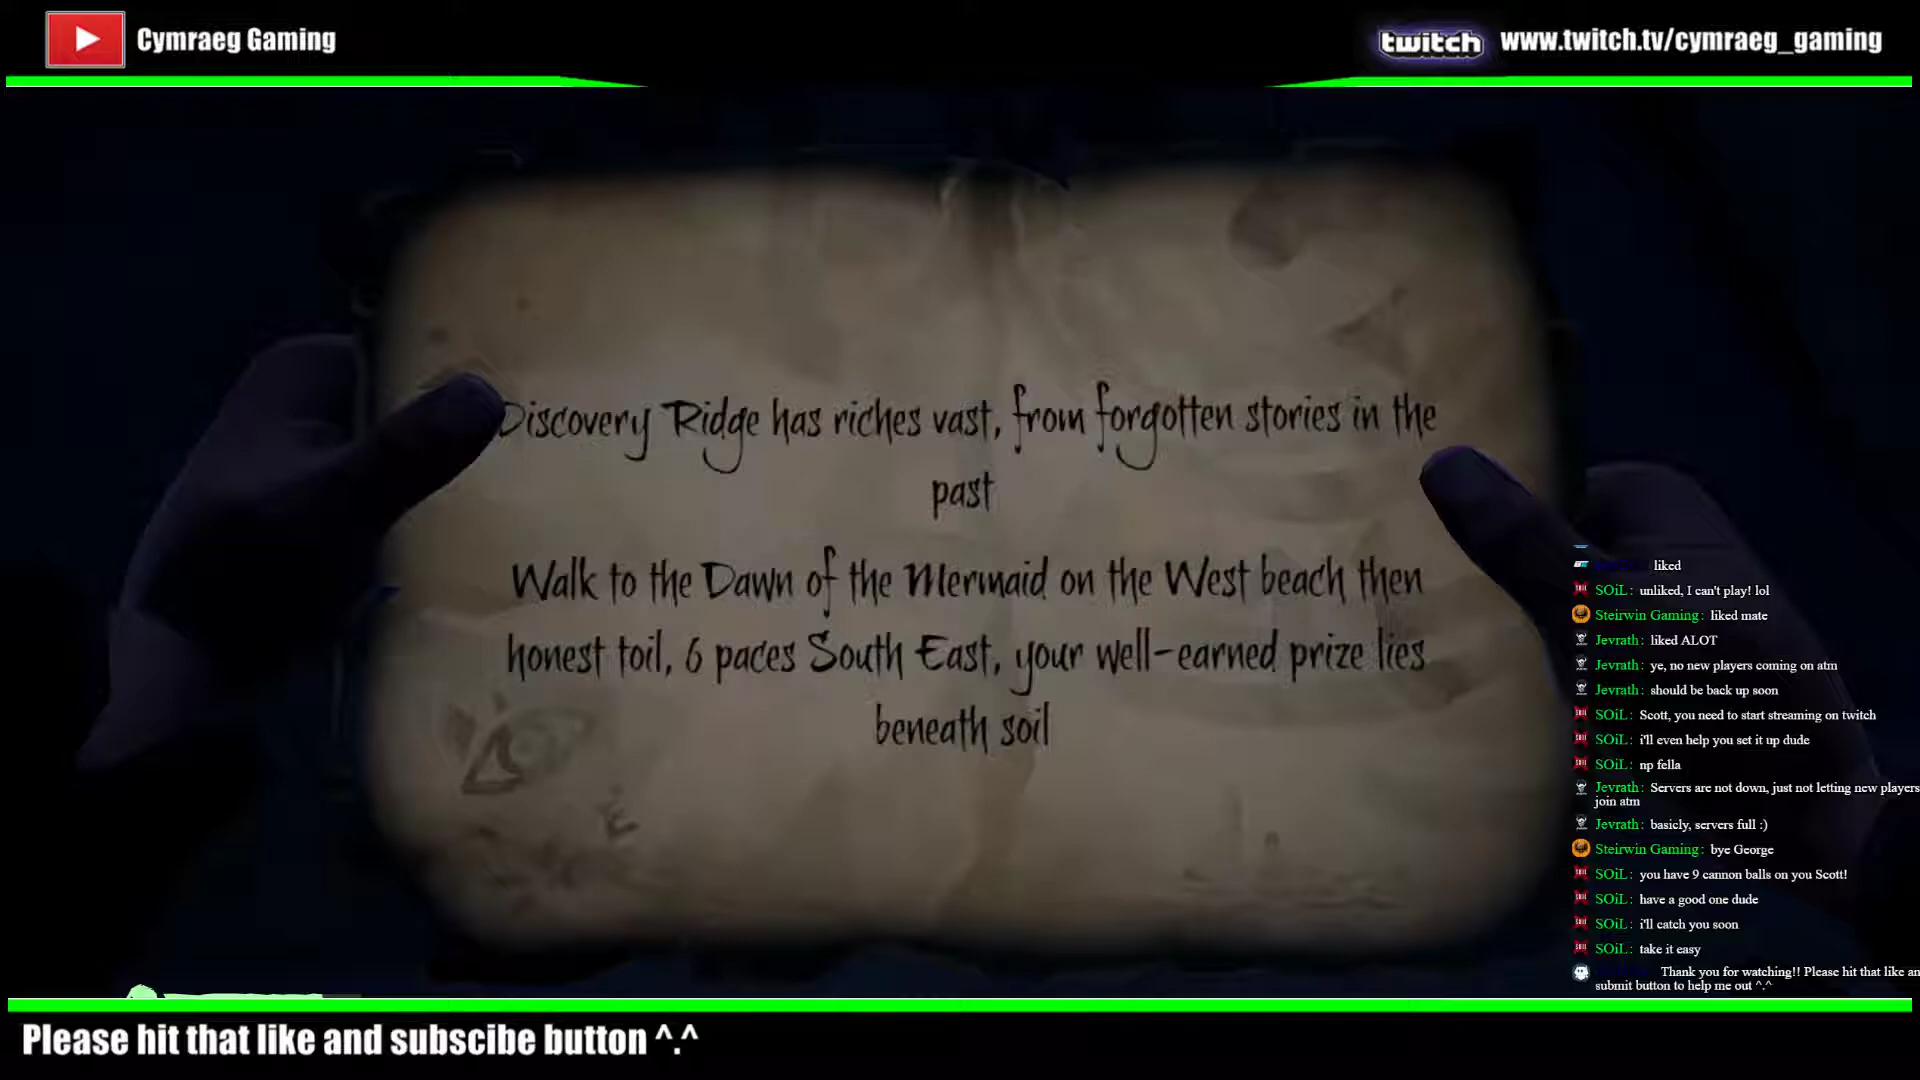 Cymraeg Gaming
twitch www.twitch.tv/cymraeg_gaming
Discovery Ridge has riches vast, from forgotten stories in the
past
Walk to the Dawn of the Mermaid on the West beach then
honest toil, 6 paces South East, your well-earned prize lies
beneath soil
liked
SOiL: unliked, I can't play! lol
Steirwin Gaming: liked mate
Jevrath: liked ALOT
Jevrath: ye, no new players coming on atm
Jevrath: should be back up soon
SOiL: Scott, you need to start streaming on twitch
SOiL: i'll even help you set it up dude
SOiL: np fella
Jevrath: Servers are not down, just not letting new players
join atm
Jevrath: basicly, servers full :)
Steirwin Gaming: bye George
SOiL: you have 9 cannon balls on you Scott!
SOiL: have a good one dude
SOiL: i'll catch you soon
SOiL: take it easy
Thank you for watching!! Please hit that like an
submit button to help me out ^.^
Please hit that like and subscibe button ^.^